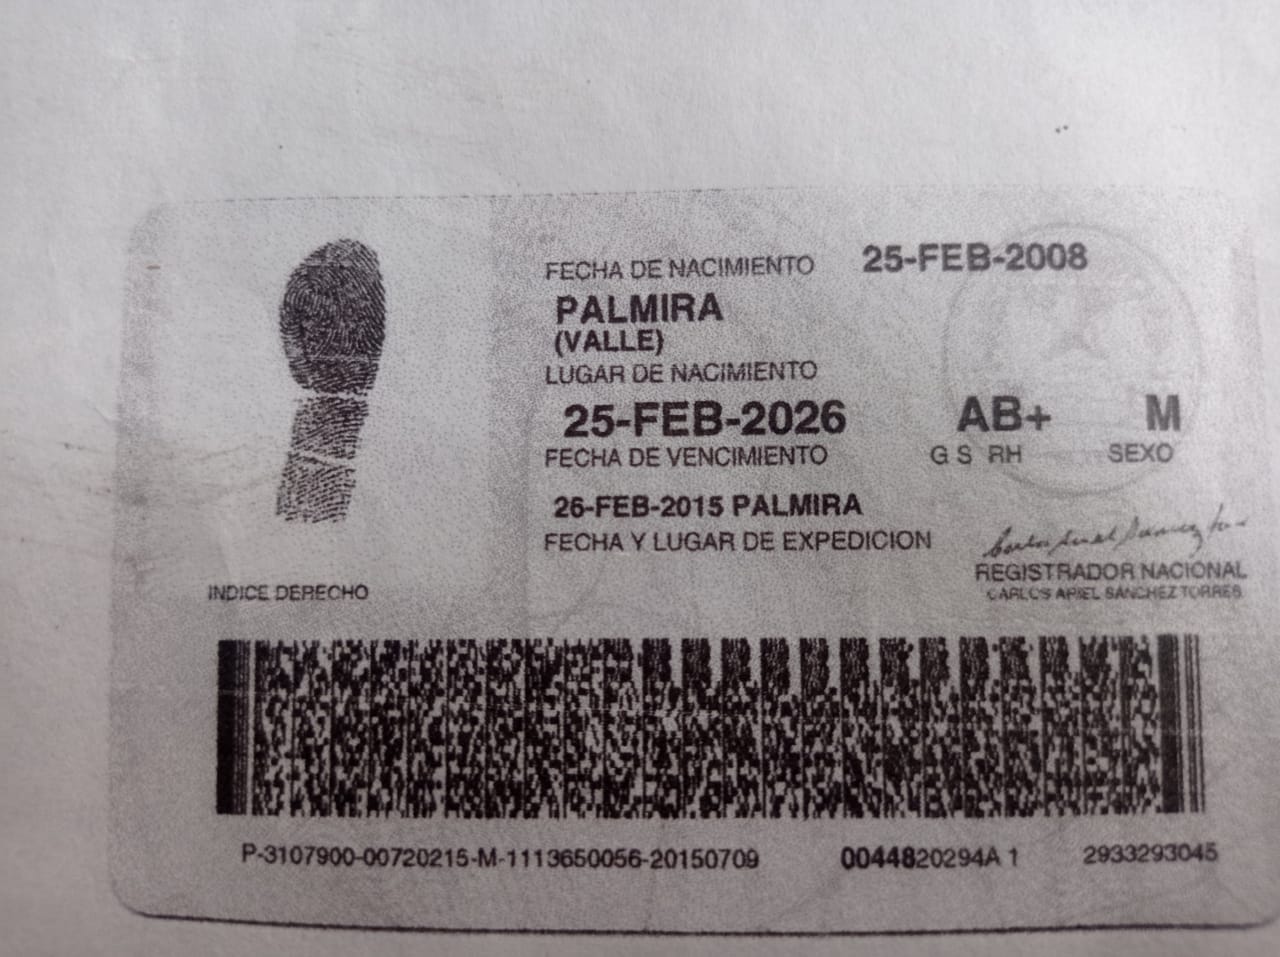 FECHA DE NACIMIENTO 25-FEB-2008
PALMIRA
(VALLE)
LUGAR DE NACIMIENTO
25-FEB-2026 AB+ M
FECHA DE VENCIMIENTO G S RH SEXO
26-FEB-2015 PALMIRA
FECHA Y LUGAR DE EXPEDICION
REGISTRADOR NACIONAL
CARLOS ARIEL SANCHEZ TORRES
INDICE DERECHO
P-3107900-00720215-M-1113650056-20150709 0044820294A 1 2933293045